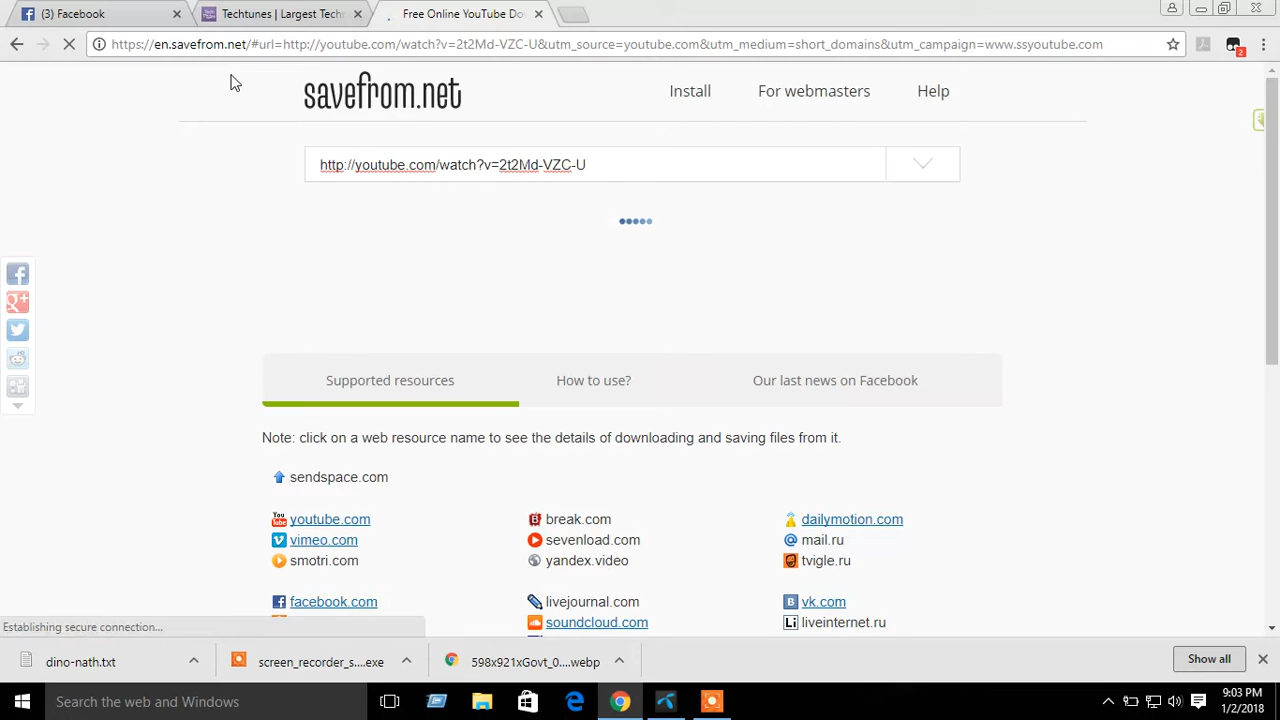 (3) Facebook
Techtunes | Largest Techn
Free Online YouTube Do
https://en.savefrom.net/#url=http://youtube.com/watch?v=2t2Md-VZC-U&utm_source=youtube.com&utm_medium=short_domains&utm_campaign=www.ssyoutube.com
2
savefrom.net
Install
For webmasters
Help
http://youtube.com/watch?v=2t2Md-VZC-U
Supported resources
How to use?
Our last news on Facebook
Note: click on a web resource name to see the details of downloading and saving files from it.
sendspace.com
youtube.com
break.com
dailymotion.com
vimeo.com
sevenload.com
mail.ru
smotri.com
yandex.video
tvigle.ru
facebook.com
livejournal.com
vk.com
soundcloud.com
liveinternet.ru
Establishing secure connection...
dino-nath.txt
screen_recorder_s....exe
598x921xGovt_0....webp
Show all
Search the web and Windows
9:03 PM
1/2/2018